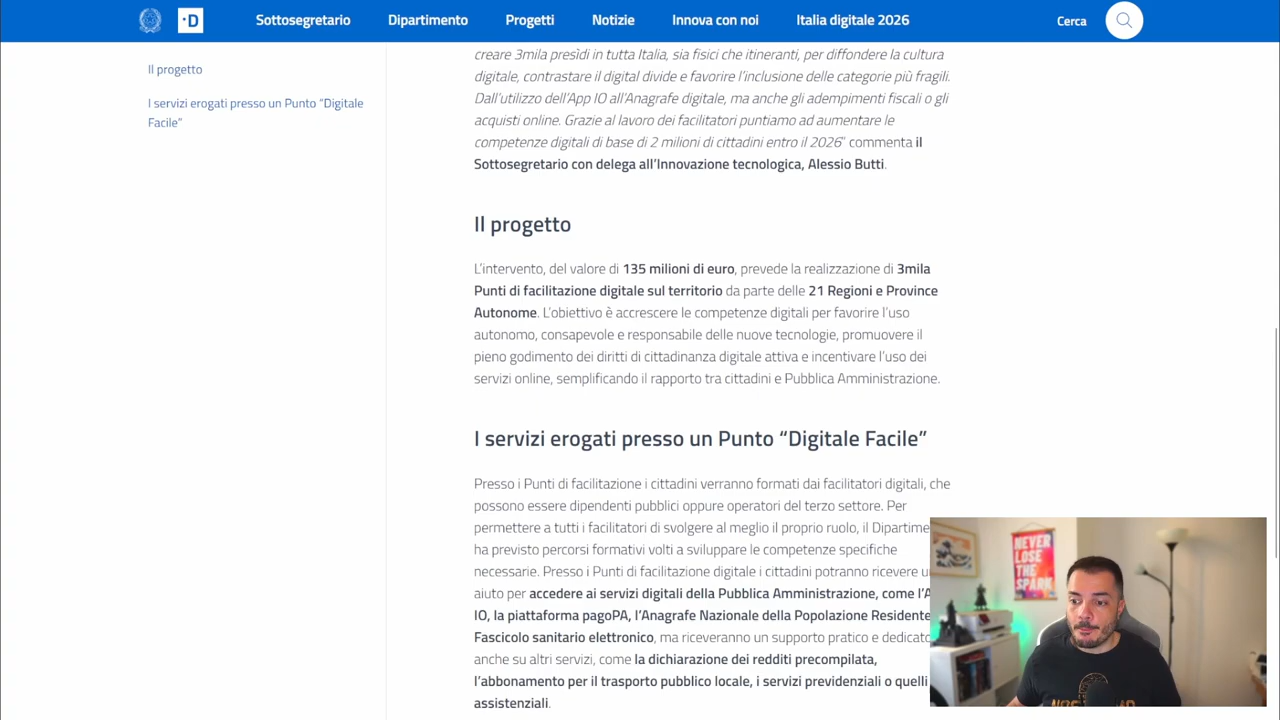 ·D
Sottosegretario Dipartimento Progetti Notizie Innova con noi Italia digitale 2026
Cerca
Il progetto
I servizi erogati presso un Punto “Digitale
Facile”
creare 3mila presìdi in tutta Italia, sia fisici che itineranti, per diffondere la cultura
digitale, contrastare il digital divide e favorire l’inclusione delle categorie più fragili.
Dall’utilizzo dell’App IO all’Anagrafe digitale, ma anche gli adempimenti fiscali o gli
acquisti online. Grazie al lavoro dei facilitatori puntiamo ad aumentare le
competenze digitali di base di 2 milioni di cittadini entro il 2026” commenta il
Sottosegretario con delega all’Innovazione tecnologica, Alessio Butti.
Il progetto
L’intervento, del valore di 135 milioni di euro, prevede la realizzazione di 3mila
Punti di facilitazione digitale sul territorio da parte delle 21 Regioni e Province
Autonome. L’obiettivo è accrescere le competenze digitali per favorire l’uso
autonomo, consapevole e responsabile delle nuove tecnologie, promuovere il
pieno godimento dei diritti di cittadinanza digitale attiva e incentivare l’uso dei
servizi online, semplificando il rapporto tra cittadini e Pubblica Amministrazione.
I servizi erogati presso un Punto “Digitale Facile”
Presso i Punti di facilitazione i cittadini verranno formati dai facilitatori digitali, che
possono essere dipendenti pubblici oppure operatori del terzo settore. Per
permettere a tutti i facilitatori di svolgere al meglio il proprio ruolo, il Dipartime
ha previsto percorsi formativi volti a sviluppare le competenze specifiche
necessarie. Presso i Punti di facilitazione digitale i cittadini potranno ricevere u
aiuto per accedere ai servizi digitali della Pubblica Amministrazione, come l’A
IO, la piattaforma pagoPA, l’Anagrafe Nazionale della Popolazione Residente
Fascicolo sanitario elettronico, ma riceveranno un supporto pratico e dedicato
anche su altri servizi, come la dichiarazione dei redditi precompilata,
l’abbonamento per il trasporto pubblico locale, i servizi previdenziali o quelli
assistenziali.
NEVER
LOSE
THE
SPARK